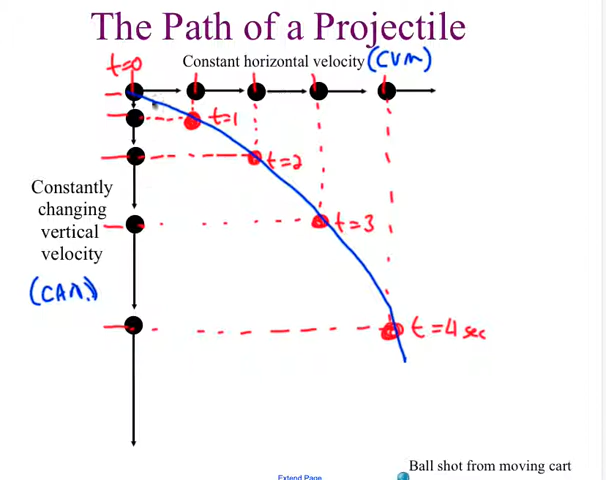 The Path of a Projectile
t=0
Constant horizontal velocity (CVM)
t=1
t=2
Constantly
changing
vertical
velocity
t=3
(CAM)
t=4 sec
Ball shot from moving cart
Extend Page